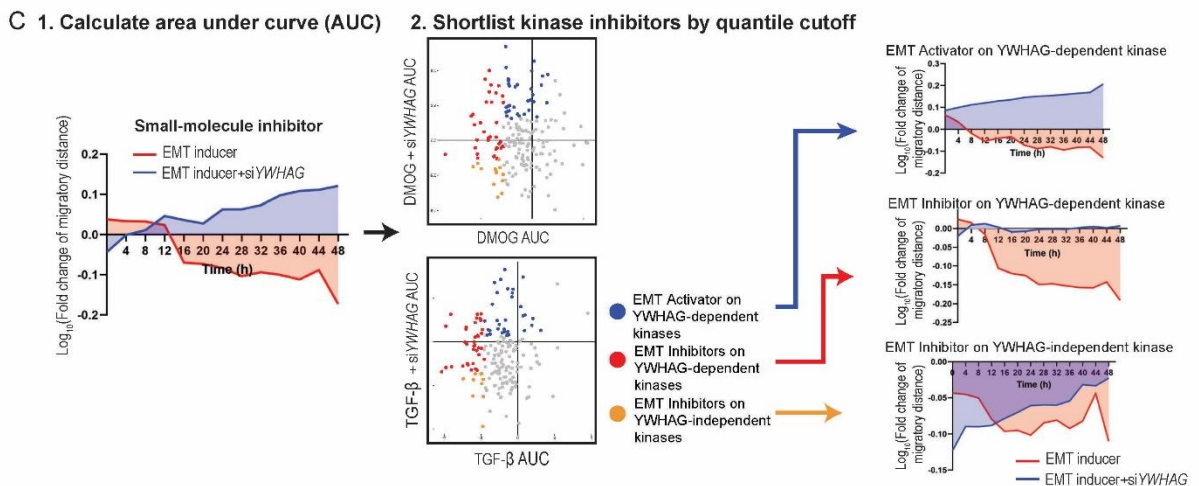 C 1. Calculate area under curve (AUC) 2. Shortlist kinase inhibitors by quantile cutoff
Small-molecule inhibitor
EMT inducer
EMT inducer+siYWHAG
Log10(Fold change of migratory distance)
0.2
0.1
0.0
-0.1
-0.2
4 8 12 16 20 24 28 32 36 40 44 48
Time (h)
DMOG + siYWHAG AUC
DMOG AUC
TGF-β + siYWHAG AUC
TGF-β AUC
EMT Activator on
YWHAG-dependent
kinases
EMT Inhibitors on
YWHAG-dependent
kinases
EMT Inhibitors on
YWHAG-independent
kinases
EMT Activator on YWHAG-dependent kinase
Log10(Fold change of
migratory distance)
0.3
0.2
0.1
0.0
-0.1
-0.2
4 8 12 16 20 24 28 32 36 40 44 48
Time (h)
EMT Inhibitor on YWHAG-dependent kinase
Log10(Fold change of
migratory distance)
0.00
-0.05
-0.10
-0.15
-0.20
-0.25
4 8 12 16 20 24 28 32 36 40 44 48
Time (h)
EMT Inhibitor on YWHAG-independent kinase
Log10(Fold change of
migratory distance)
0.00
-0.05
-0.10
-0.15
0 4 8 12 16 20 24 28 32 36 40 44 48
Time (h)
EMT inducer
EMT inducer+siYWHAG